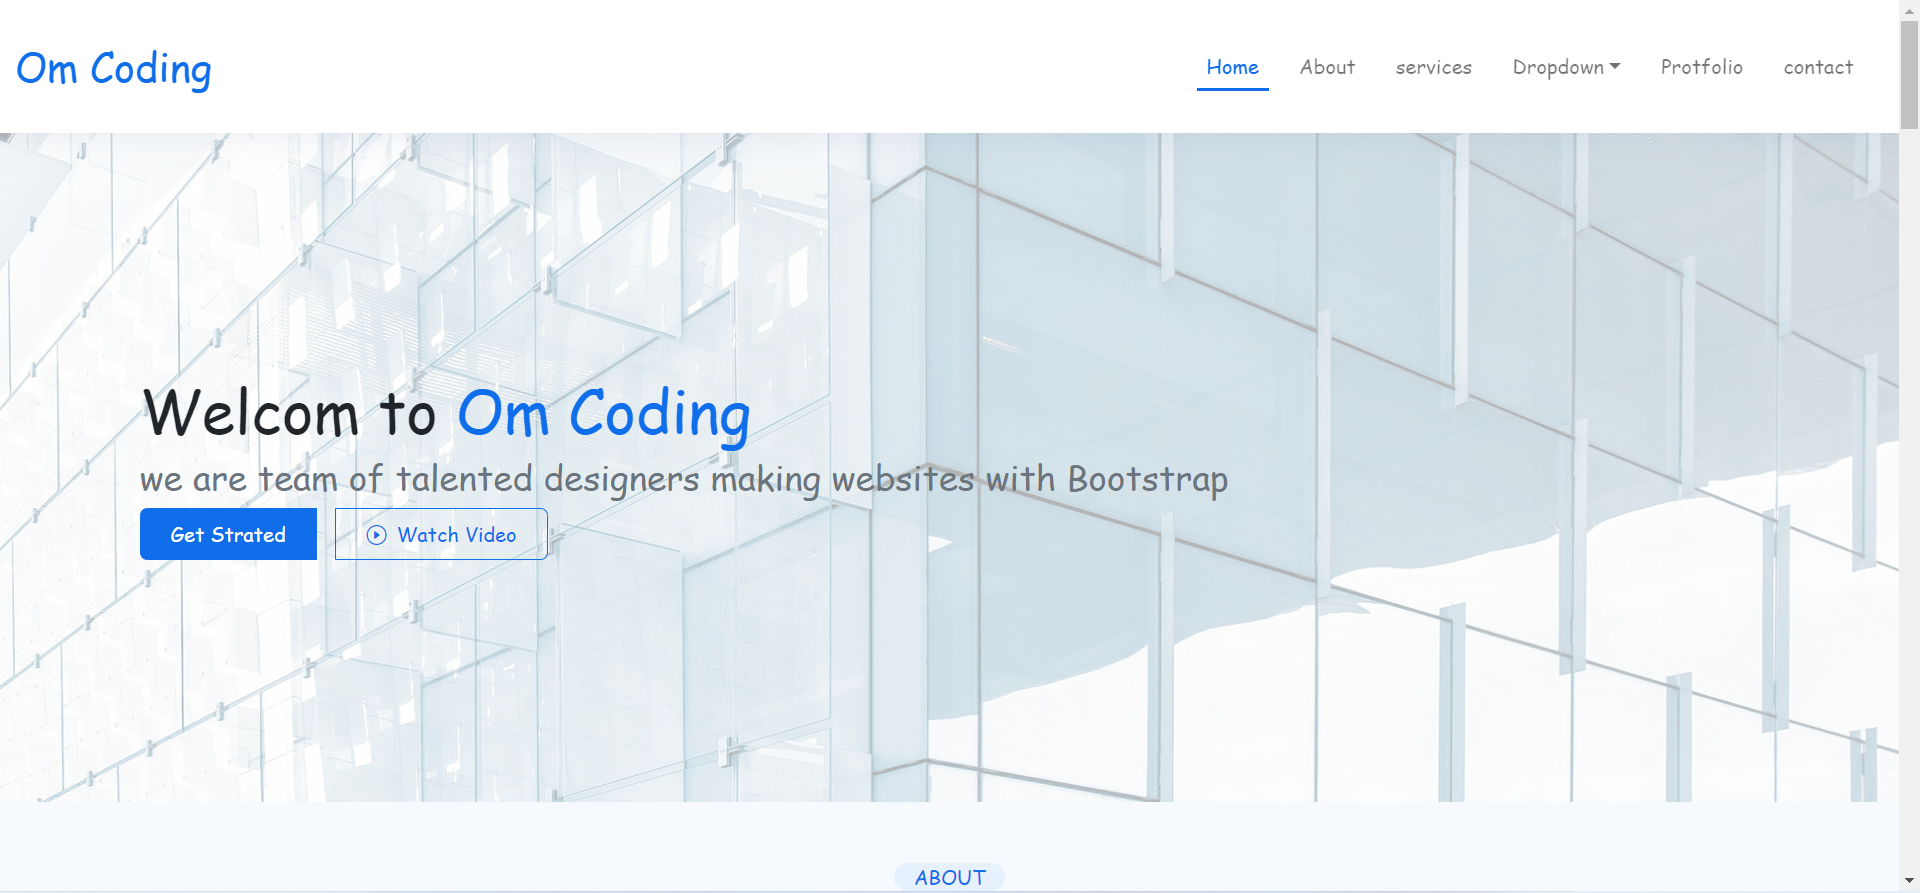 Om Coding
Home About services Dropdown Protfolio contact
Welcom to Om Coding
we are team of talented designers making websites with Bootstrap
Get Strated Watch Video
ABOUT